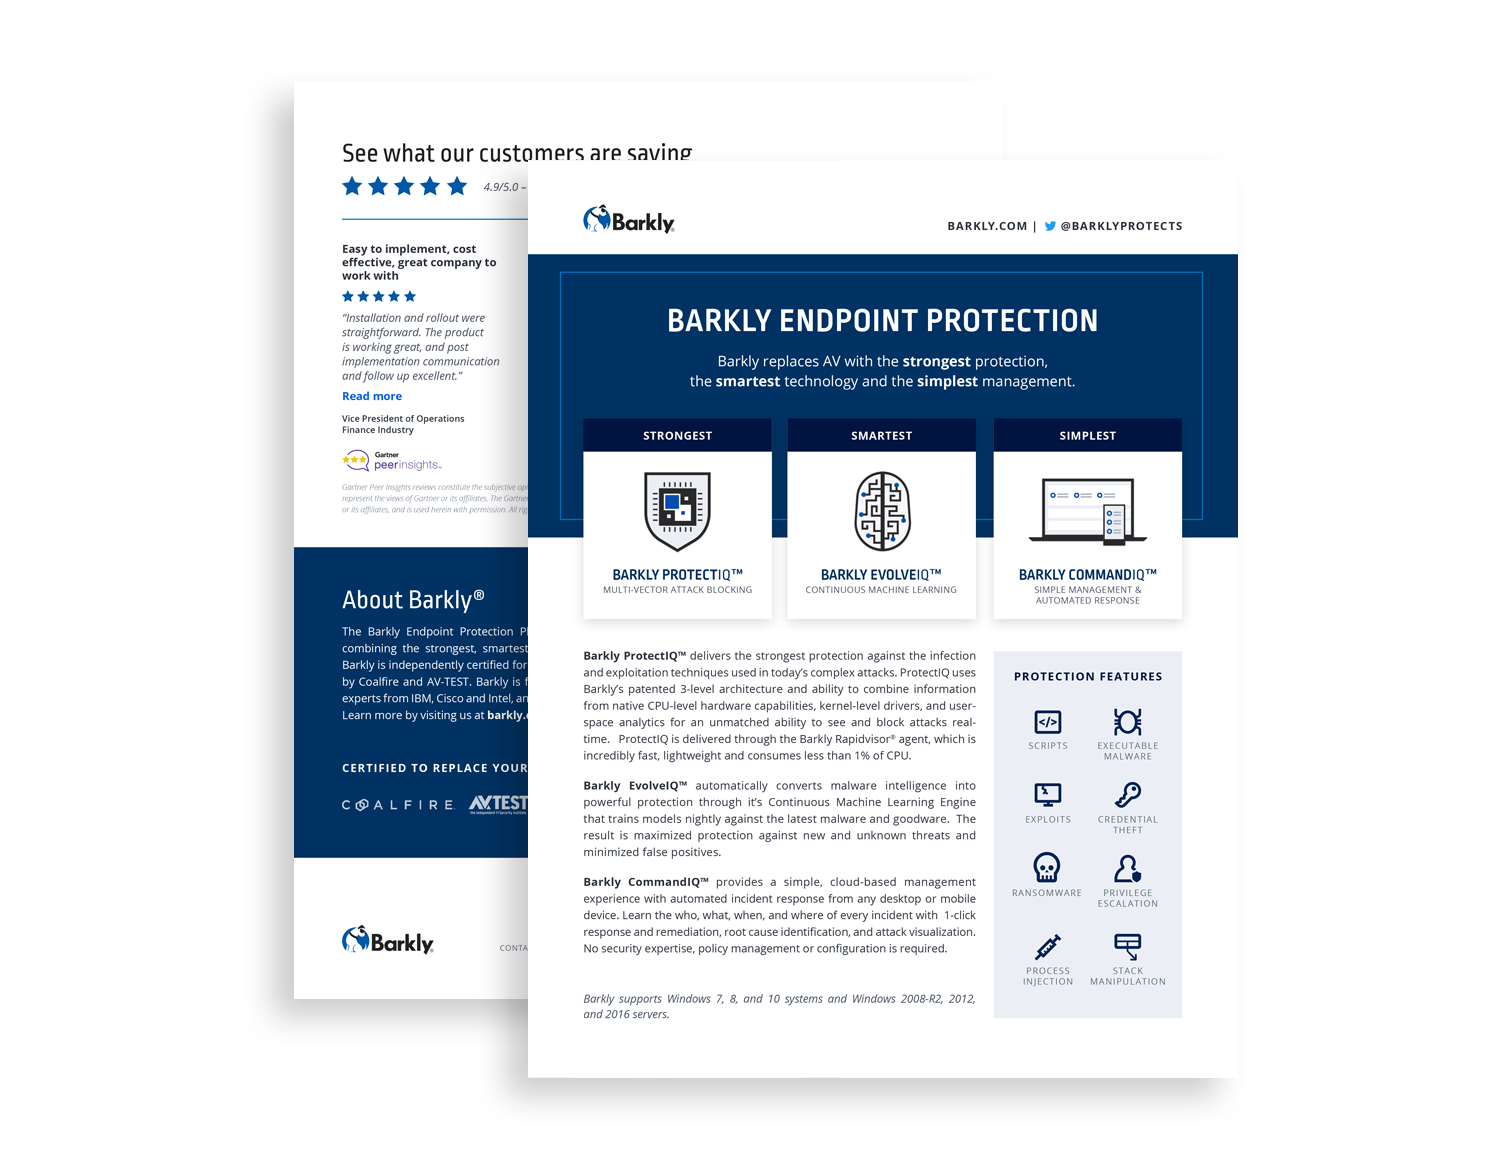 See what our customers are saying
4.9/5.0 –
Easy to implement, cost
effective, great company to
work with
“Installation and rollout were
straightforward. The product
is working great, and post
implementation communication
and follow up excellent.”
Read more
Vice President of Operations
Finance Industry
Gartner
peerinsights™
Gartner Peer Insights reviews constitute the subjective
represent the views of Gartner or its affiliates. The Gartner
or its affiliates, and is used herein with permission. All
About Barkly®
The Barkly Endpoint Protection
combining the strongest, smartest
Barkly is independently certified for
by Coalfire and AV-TEST. Barkly is
experts from IBM, Cisco and Intel,
Learn more by visiting us at barkly.
CERTIFIED TO REPLACE YOUR
COALFIRE
AVTEST
The Independent IT-Security Institute
Barkly
CONTA
Barkly
BARKLY.COM | @BARKLYPROTECTS
BARKLY ENDPOINT PROTECTION
Barkly replaces AV with the strongest protection,
the smartest technology and the simplest management.
STRONGEST
BARKLY PROTECTIQ™
MULTI-VECTOR ATTACK BLOCKING
SMARTEST
BARKLY EVOLVEIQ™
CONTINUOUS MACHINE LEARNING
SIMPLEST
BARKLY COMMANDIQ™
SIMPLE MANAGEMENT &
AUTOMATED RESPONSE
Barkly ProtectIQ™ delivers the strongest protection against the infection
and exploitation techniques used in today’s complex attacks. ProtectIQ uses
Barkly’s patented 3-level architecture and ability to combine information
from native CPU-level hardware capabilities, kernel-level drivers, and user-
space analytics for an unmatched ability to see and block attacks real-
time. ProtectIQ is delivered through the Barkly Rapidvisor® agent, which is
incredibly fast, lightweight and consumes less than 1% of CPU.
Barkly EvolveIQ™ automatically converts malware intelligence into
powerful protection through it’s Continuous Machine Learning Engine
that trains models nightly against the latest malware and goodware. The
result is maximized protection against new and unknown threats and
minimized false positives.
Barkly CommandIQ™ provides a simple, cloud-based management
experience with automated incident response from any desktop or mobile
device. Learn the who, what, when, and where of every incident with 1-click
response and remediation, root cause identification, and attack visualization.
No security expertise, policy management or configuration is required.
Barkly supports Windows 7, 8, and 10 systems and Windows 2008-R2, 2012,
and 2016 servers.
PROTECTION FEATURES
SCRIPTS
EXECUTABLE
MALWARE
EXPLOITS
CREDENTIAL
THEFT
RANSOMWARE
PRIVILEGE
ESCALATION
PROCESS
INJECTION
STACK
MANIPULATION